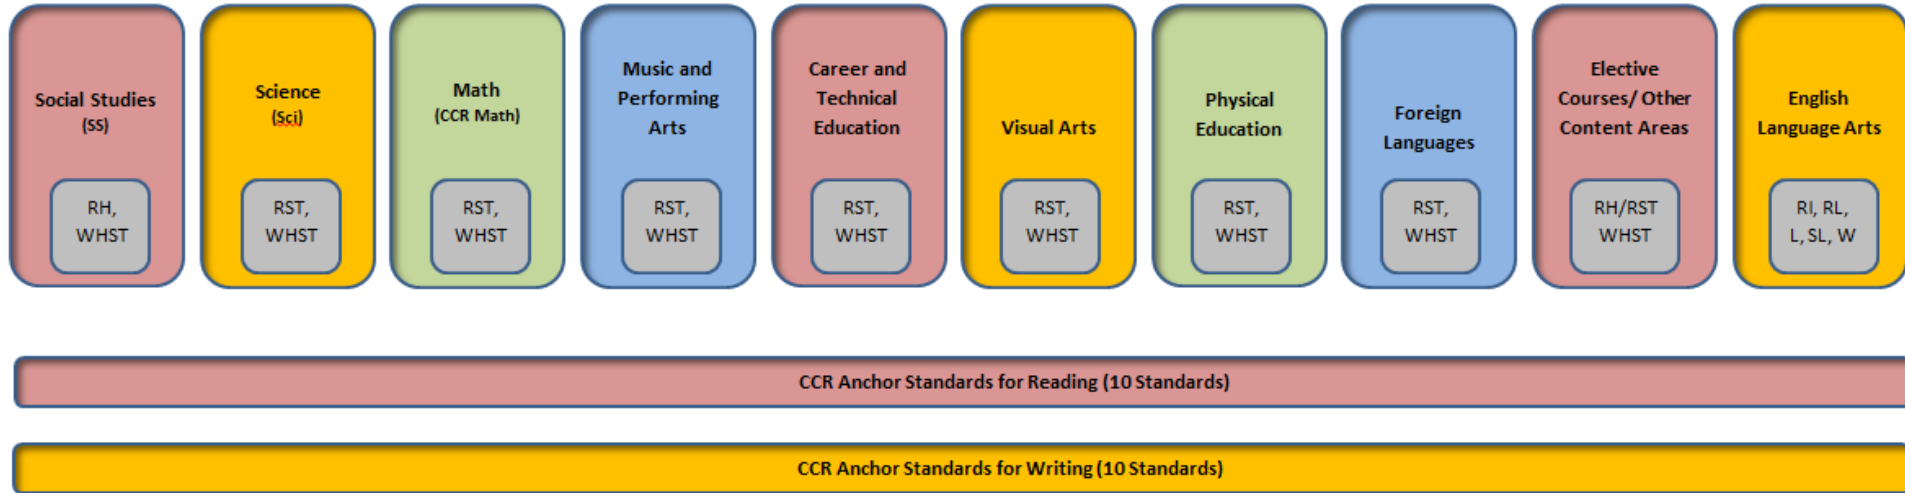 Social Studies
(SS)
RH,
WHST
Science
(Sci)
RST,
WHST
Math
(CCR Math)
RST,
WHST
Music and
Performing
Arts
RST,
WHST
Career and
Technical
Education
RST,
WHST
Visual Arts
RST,
WHST
Physical
Education
RST,
WHST
Foreign
Languages
RST,
WHST
Elective
Courses/ Other
Content Areas
RH/RST
WHST
English
Language Arts
RI, RL,
L, SL, W
CCR Anchor Standards for Reading (10 Standards)
CCR Anchor Standards for Writing (10 Standards)